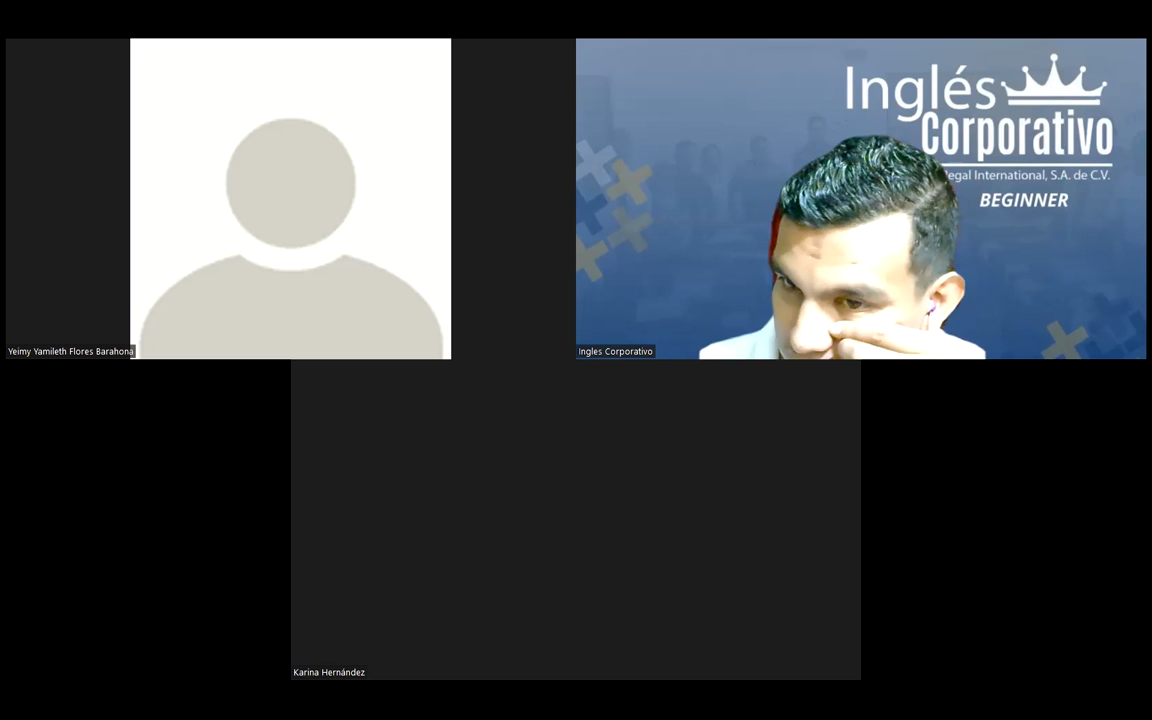 Inglés
Corporativo
egal International, S.A. de C.V.
BEGINNER
Yeimy Yamileth Flores Barahona
Ingles Corporativo
Karina Hernández